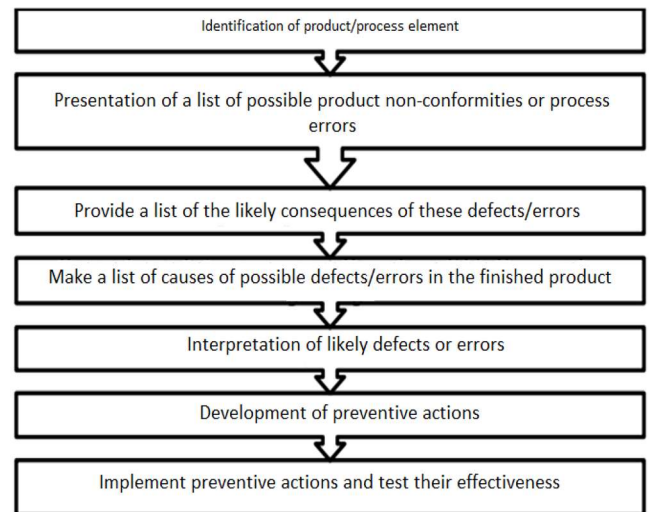 Identification of product/process element
Presentation of a list of possible product non-conformities or process
errors
Provide a list of the likely consequences of these defects/errors
Make a list of causes of possible defects/errors in the finished product
Interpretation of likely defects or errors
Development of preventive actions
Implement preventive actions and test their effectiveness